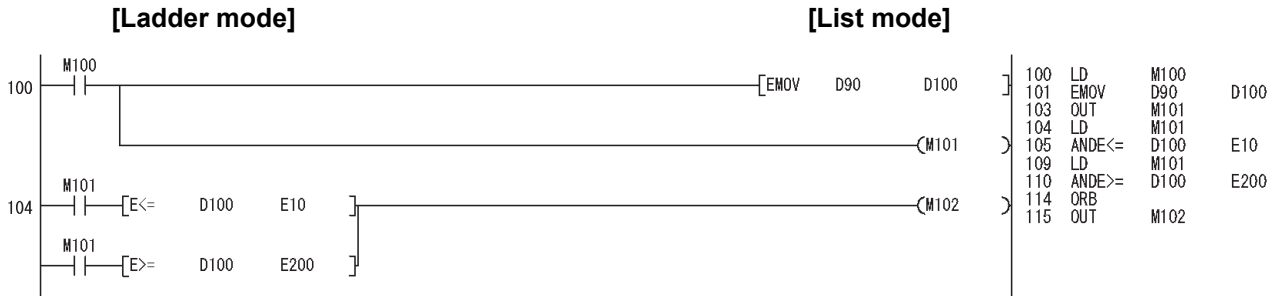 [Ladder mode] [List mode]
M100
100 [EMOV D90 D100 ]
(M101 )
M101
104 [E<= D100 E10 ] (M102 )
M101
[E>= D100 E200 ]
100 LD M100
101 EMOV D90 D100
103 OUT M101
104 LD M101
105 ANDE<= D100 E10
109 LD M101
110 ANDE>= D100 E200
114 ORB
115 OUT M102